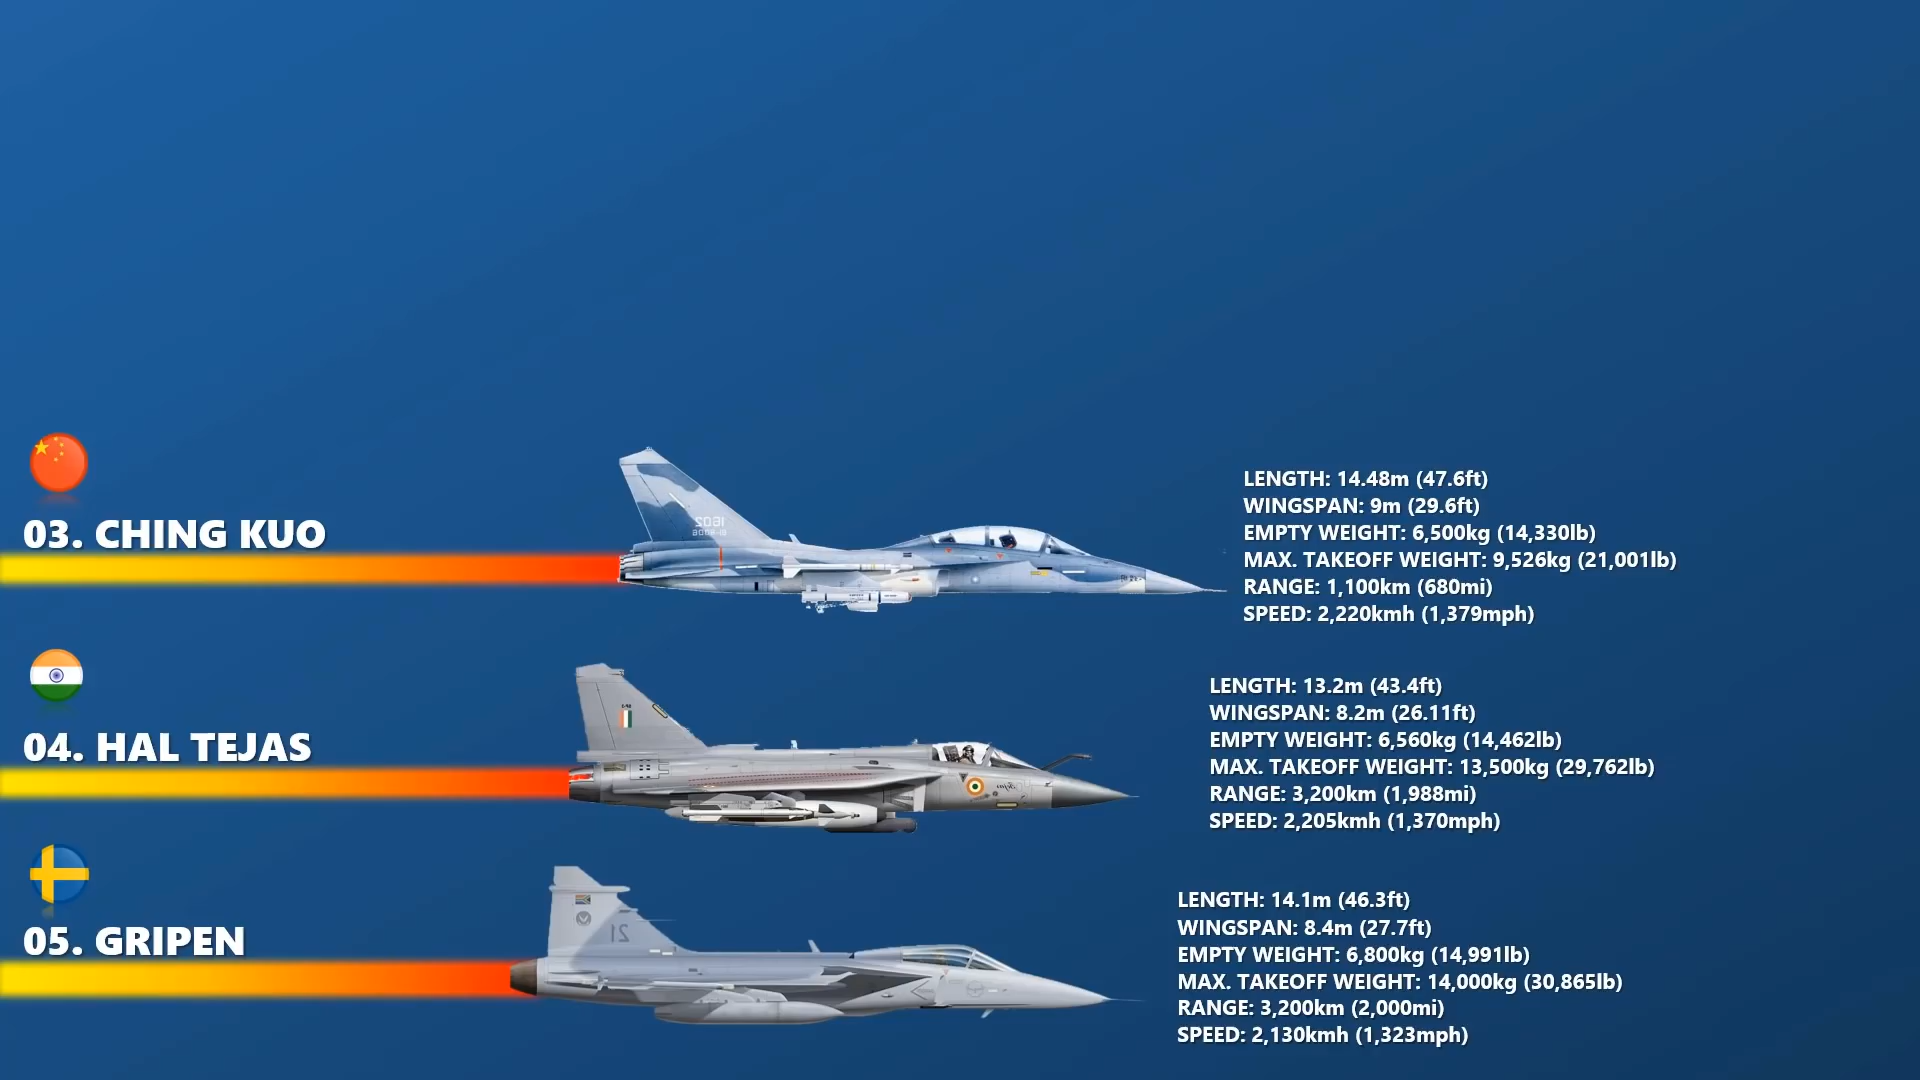 03. CHING KUO
LENGTH: 14.48m (47.6ft)
WINGSPAN: 9m (29.6ft)
EMPTY WEIGHT: 6,500kg (14,330lb)
MAX. TAKEOFF WEIGHT: 9,526kg (21,001lb)
RANGE: 1,100km (680mi)
SPEED: 2,220kmh (1,379mph)
04. HAL TEJAS
LENGTH: 13.2m (43.4ft)
WINGSPAN: 8.2m (26.11ft)
EMPTY WEIGHT: 6,560kg (14,462lb)
MAX. TAKEOFF WEIGHT: 13,500kg (29,762lb)
RANGE: 3,200km (1,988mi)
SPEED: 2,205kmh (1,370mph)
05. GRIPEN
21
LENGTH: 14.1m (46.3ft)
WINGSPAN: 8.4m (27.7ft)
EMPTY WEIGHT: 6,800kg (14,991lb)
MAX. TAKEOFF WEIGHT: 14,000kg (30,865lb)
RANGE: 3,200km (2,000mi)
SPEED: 2,130kmh (1,323mph)